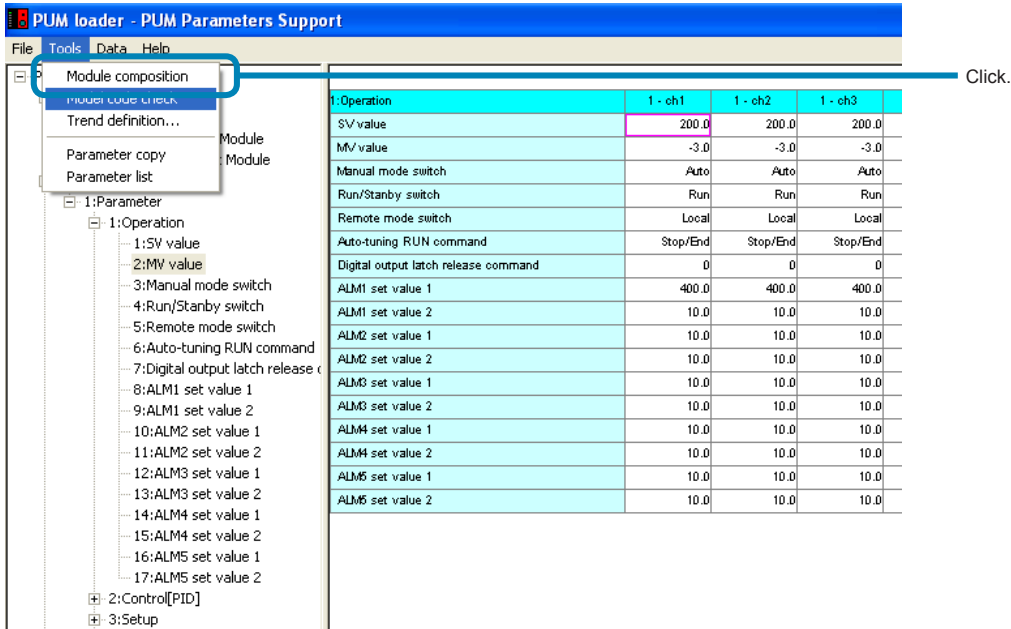 PUM loader - PUM Parameters Support
File Tools Data Help
Module composition
Click.
Model code check
Trend definition...
Module
Parameter copy
Module
Parameter list
1:Parameter
1:Operation
1:SV value
2:MV value
3:Manual mode switch
4:Run/Stanby switch
5:Remote mode switch
6:Auto-tuning RUN command
7:Digital output latch release
8:ALM1 set value 1
9:ALM1 set value 2
10:ALM2 set value 1
11:ALM2 set value 2
12:ALM3 set value 1
13:ALM3 set value 2
14:ALM4 set value 1
15:ALM4 set value 2
16:ALM5 set value 1
17:ALM5 set value 2
2:Control[PID]
3:Setup
1:Operation 1 - ch1 1 - ch2 1 - ch3
SV value 200.0 200.0 200.0
MV value -3.0 -3.0 -3.0
Manual mode switch Auto Auto Auto
Run/Stanby switch Run Run Run
Remote mode switch Local Local Local
Auto-tuning RUN command Stop/End Stop/End Stop/End
Digital output latch release command 0 0 0
ALM1 set value 1 400.0 400.0 400.0
ALM1 set value 2 10.0 10.0 10.0
ALM2 set value 1 10.0 10.0 10.0
ALM2 set value 2 10.0 10.0 10.0
ALM3 set value 1 10.0 10.0 10.0
ALM3 set value 2 10.0 10.0 10.0
ALM4 set value 1 10.0 10.0 10.0
ALM4 set value 2 10.0 10.0 10.0
ALM5 set value 1 10.0 10.0 10.0
ALM5 set value 2 10.0 10.0 10.0